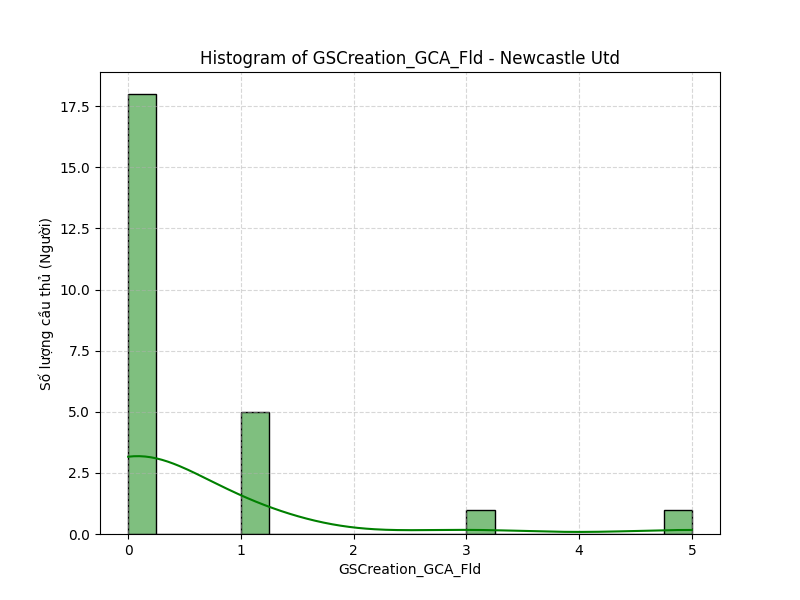 Histogram of GSCreation_GCA_Fld - Newcastle Utd
Số lượng cầu thủ (Người)
17.5
15.0
12.5
10.0
7.5
5.0
2.5
0.0
0 1 2 3 4 5
GSCreation_GCA_Fld